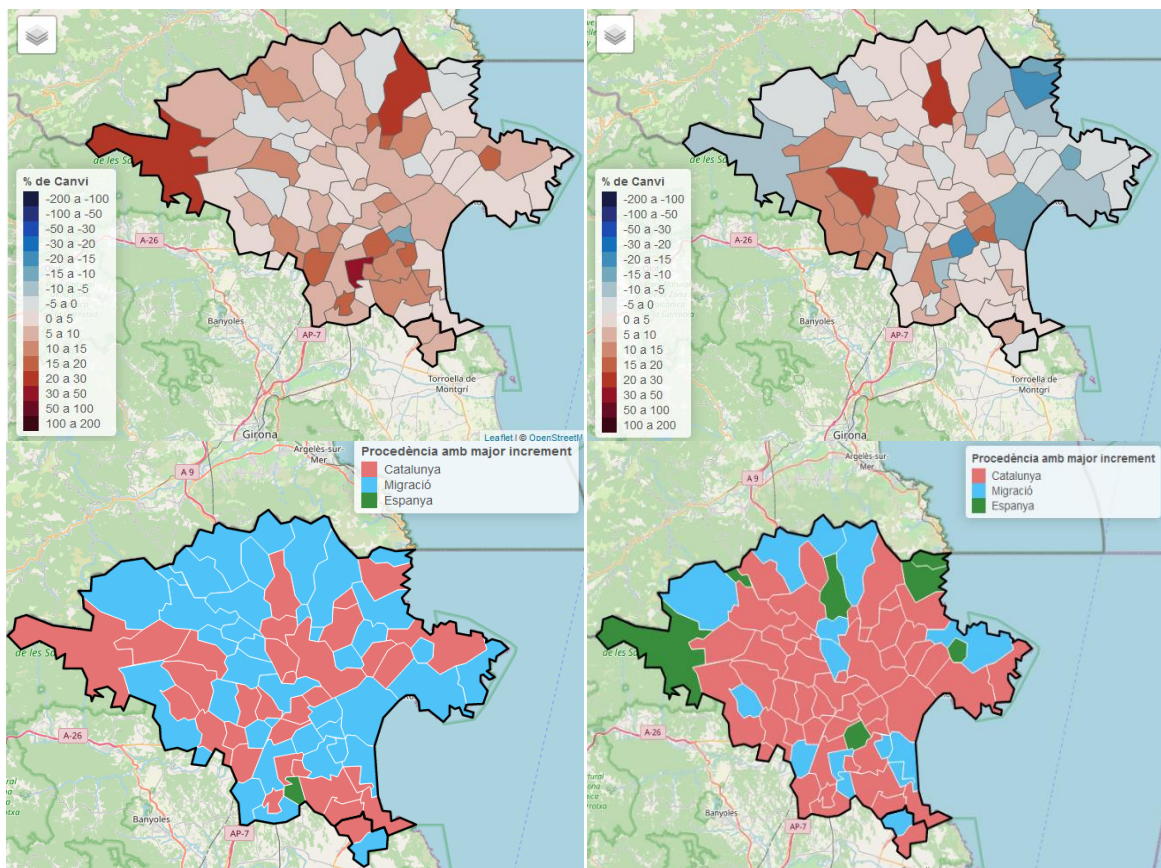 de les Sa
% de Canvi
-200 a -100
-100 a -50
-50 a -30
-30 a -20
-20 a -15
-15 a -10
-10 a -5
-5 a 0
0 a 5
5 a 10
10 a 15
15 a 20
20 a 30
30 a 50
50 a 100
100 a 200
A-26
Banyoles
AP-7
Torroella de
Montgrí
Girona
Leaflet | © OpenStreetM
de les Sa
% de Canvi
-200 a -100
-100 a -50
-50 a -30
-30 a -20
-20 a -15
-15 a -10
-10 a -5
-5 a 0
0 a 5
5 a 10
10 a 15
15 a 20
20 a 30
30 a 50
50 a 100
100 a 200
A-26
Banyoles
AP-7
Torroella de
Montgrí
Girona
Argelès-sur
Mer
A 9
Procedència amb major increment
Catalunya
Migració
Espanya
de les Sa
A-26
Banyoles
AP-7
Argelès-sur
Mer
A 9
Procedència amb major increment
Catalunya
Migració
Espanya
de les Sa
A-26
Banyoles
AP-7